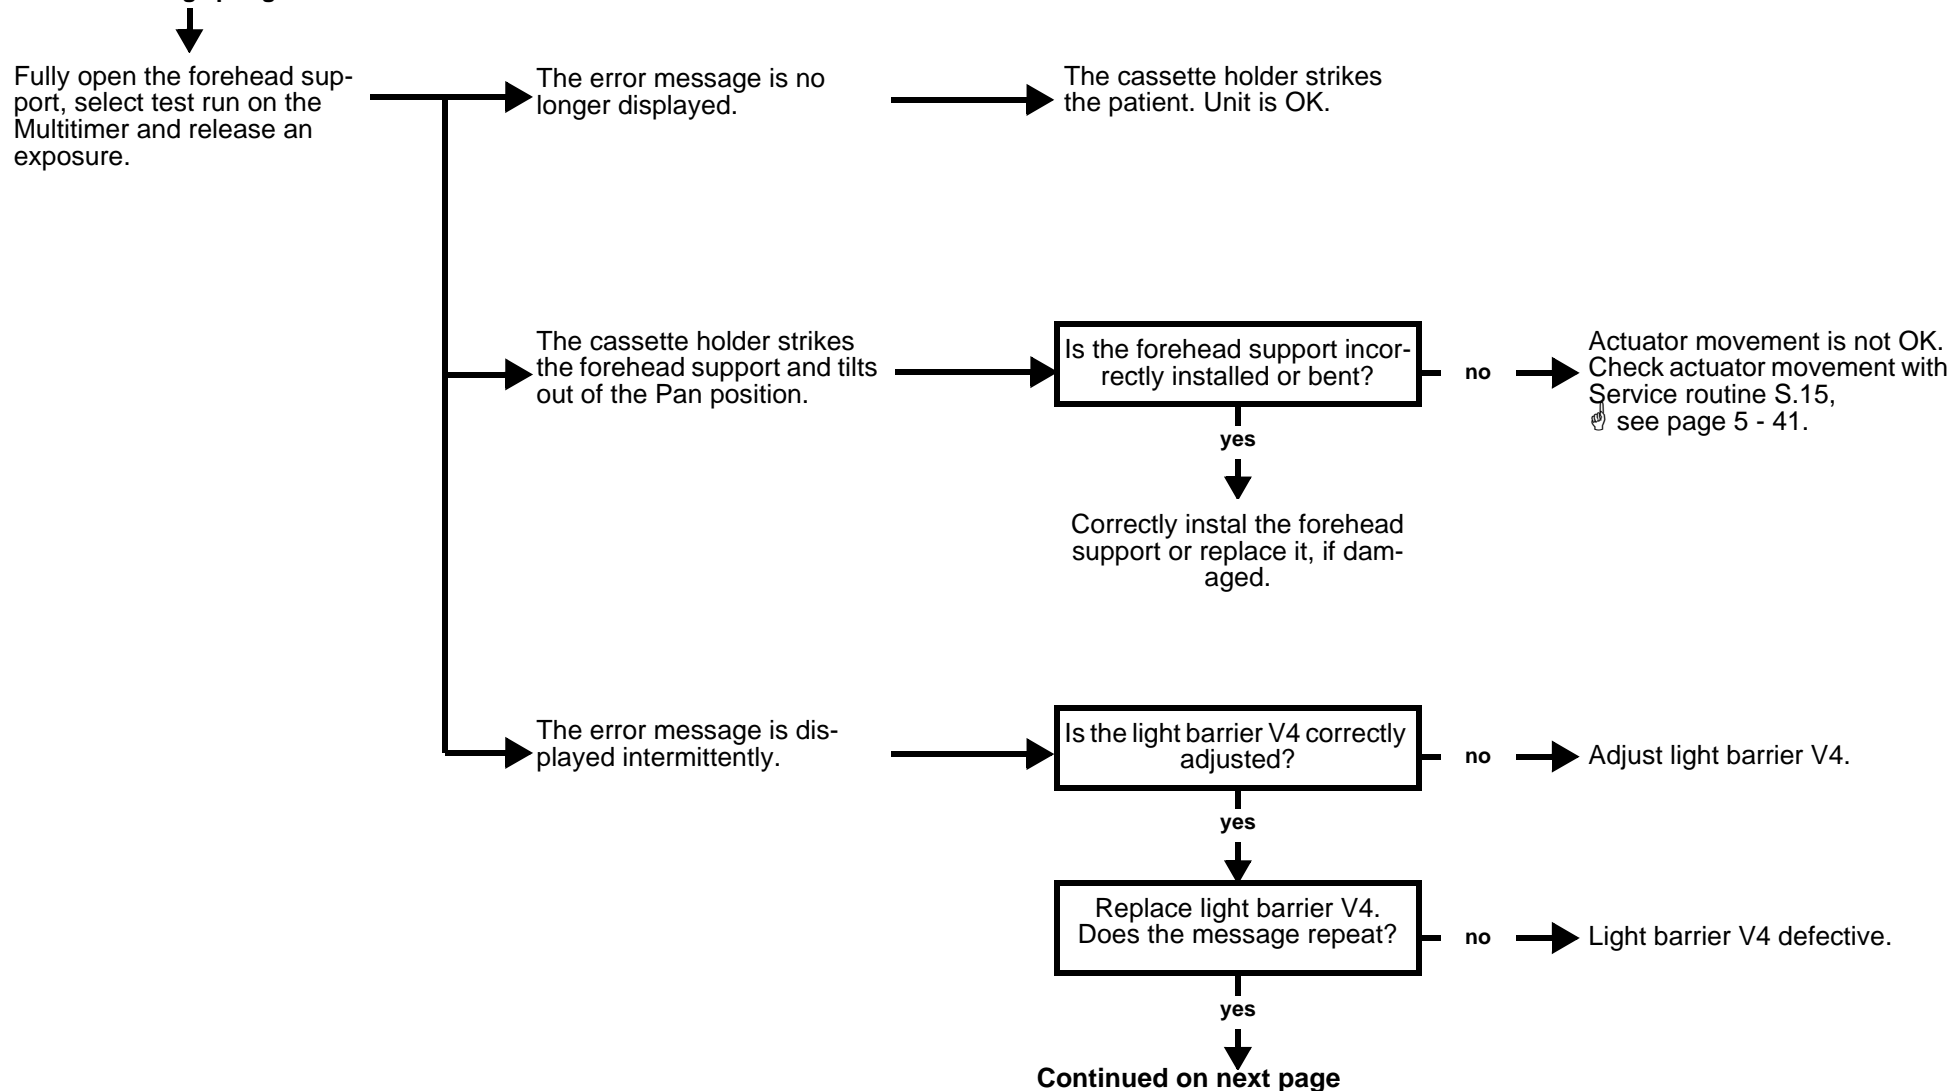 Fully open the forehead sup-
port, select test run on the
Multitimer and release an
exposure.
The error message is no
longer displayed.
The cassette holder strikes
the patient. Unit is OK.
The cassette holder strikes
the forehead support and tilts
out of the Pan position.
Is the forehead support incor-
rectly installed or bent?
no
Actuator movement is not OK.
Check actuator movement with
Service routine S.15,
☝ see page 5 - 41.
yes
Correctly instal the forehead
support or replace it, if dam-
aged.
The error message is dis-
played intermittently.
Is the light barrier V4 correctly
adjusted?
no
Adjust light barrier V4.
yes
Replace light barrier V4.
Does the message repeat?
no
Light barrier V4 defective.
yes
Continued on next page